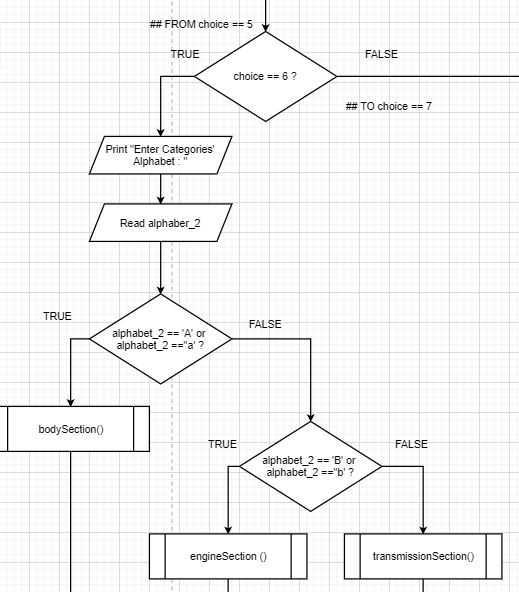 ## FROM choice == 5
TRUE
FALSE
choice == 6 ?
## TO choice == 7
Print "Enter Categories'
Alphabet : "
Read alphaber_2
TRUE
FALSE
alphabet_2 == 'A' or
alphabet_2 =="a' ?
bodySection()
TRUE
FALSE
alphabet_2 == 'B' or
alphabet_2 =="b' ?
engineSection ()
transmissionSection()